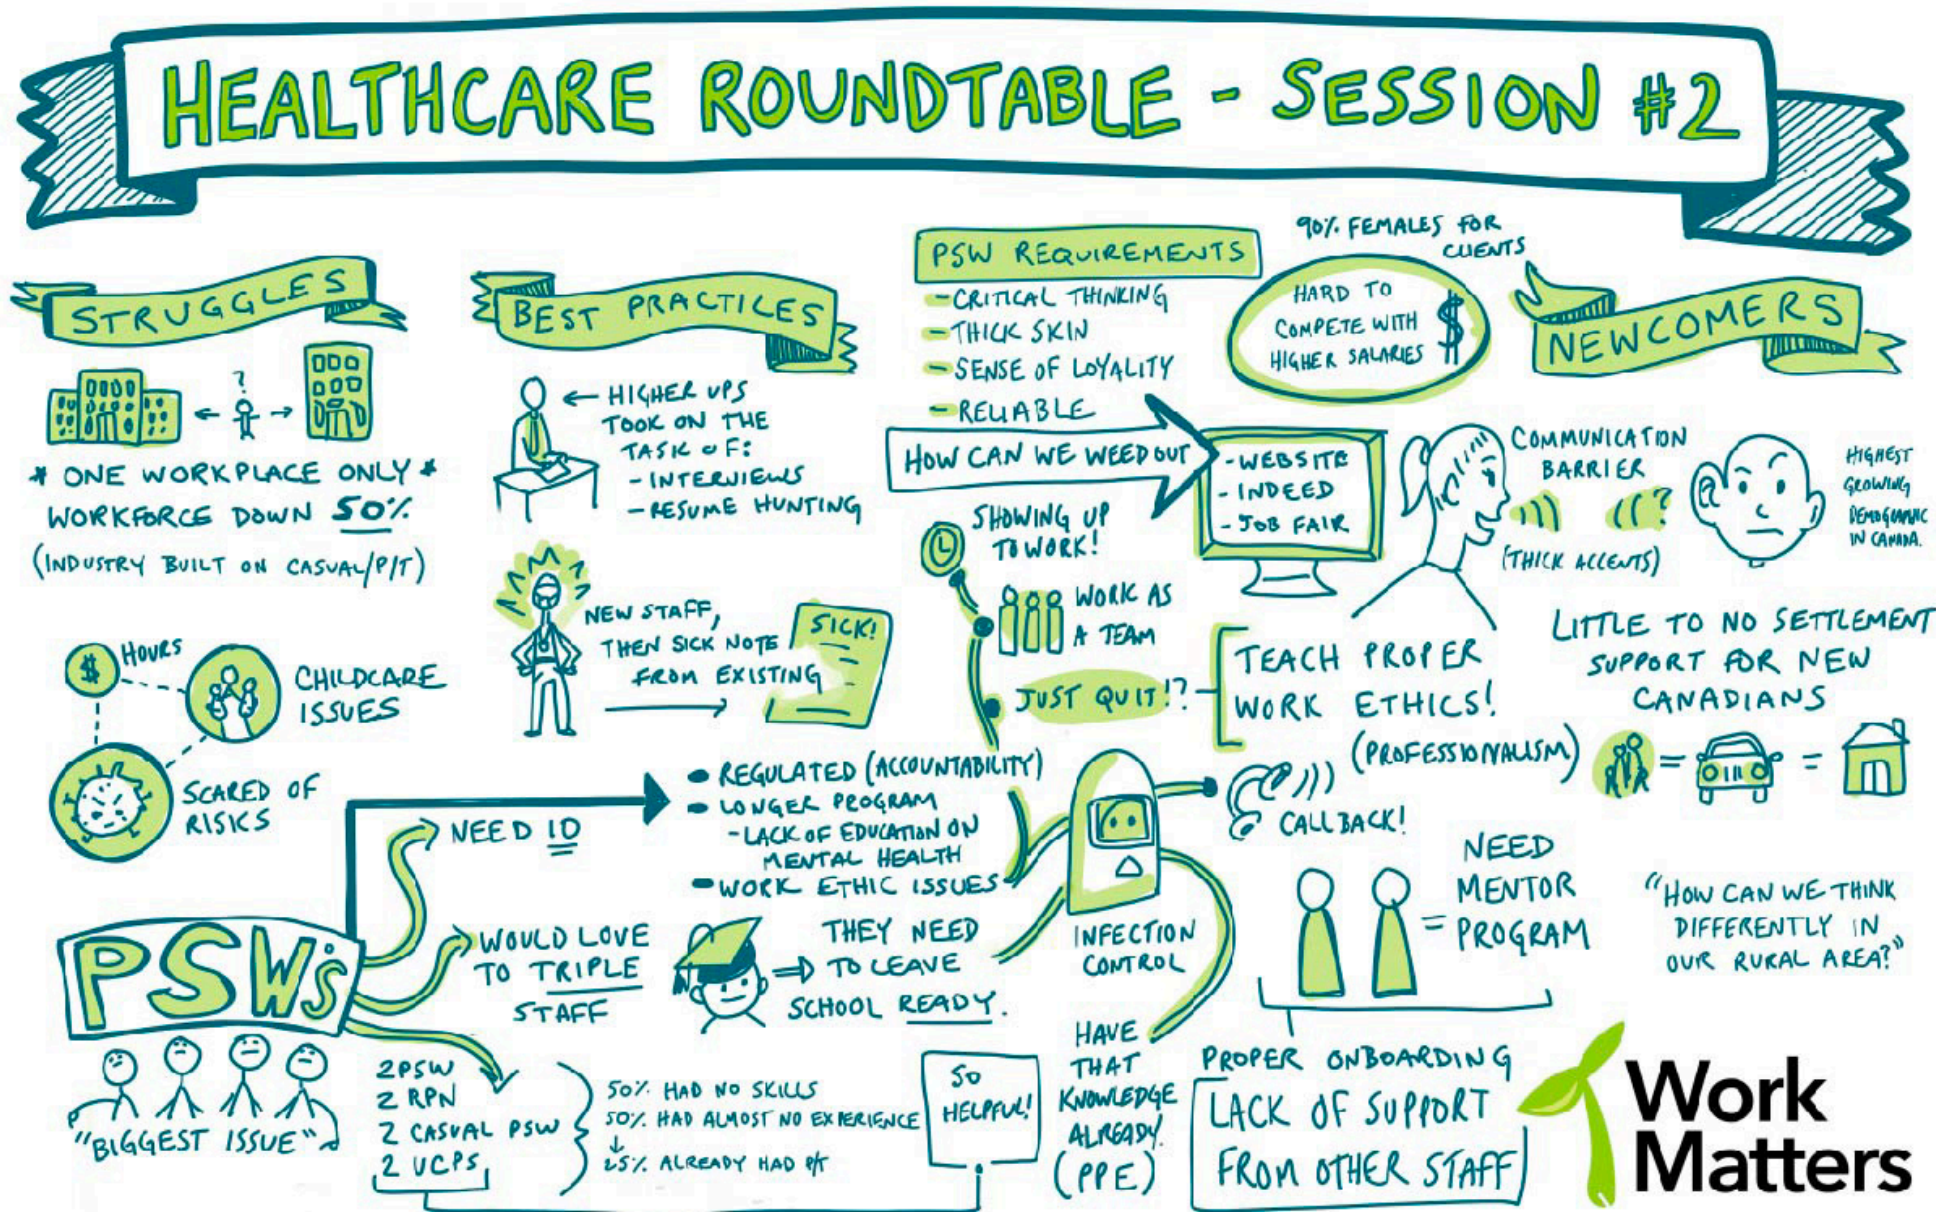 HEALTHCARE ROUNDTABLE - SESSION #2
STRUGGLES
?
* ONE WORKPLACE ONLY *
WORKFORCE DOWN 50%
(INDUSTRY BUILT ON CASUAL/P/T)
$ HOURS
CHILDCARE
ISSUES
SCARED OF
RISKS
BEST PRACTICES
← HIGHER UPS
TOOK ON THE
TASK OF:
- INTERVIEWS
- RESUME HUNTING
NEW STAFF,
THEN SICK NOTE
FROM EXISTING
SICK!
PSW REQUIREMENTS
- CRITICAL THINKING
- THICK SKIN
- SENSE OF LOYALITY
- RELIABLE
90% FEMALES FOR
CLIENTS
HARD TO
COMPETE WITH
HIGHER SALARIES
$
HOW CAN WE WEED OUT
- WEBSITE
- INDEED
- JOB FAIR
SHOWING UP
TO WORK!
WORK AS
A TEAM
JUST QUIT!?
TEACH PROPER
WORK ETHICS!
(PROFESSIONALISM)
NEWCOMERS
COMMUNICATION
BARRIER
?
(THICK ACCENTS)
HIGHEST
GROWING
DEMOGRAPHIC
IN CANADA.
LITTLE TO NO SETTLEMENT
SUPPORT FOR NEW
CANADIANS
= =
PSW's
"BIGGEST ISSUE"
NEED 10
• REGULATED (ACCOUNTABILITY)
• LONGER PROGRAM
- LACK OF EDUCATION ON
MENTAL HEALTH
• WORK ETHIC ISSUES
WOULD LOVE
TO TRIPLE
STAFF
THEY NEED
TO LEAVE
SCHOOL READY.
2 PSW
2 RPN
2 CASUAL PSW
2 UCPS
50% HAD NO SKILLS
50% HAD ALMOST NO EXPERIENCE
↓
25% ALREADY HAD P/T
SO
HELPFUL!
INFECTION
CONTROL
HAVE
THAT
KNOWLEDGE
ALREADY.
(PPE)
CALL BACK!
= NEED
MENTOR
PROGRAM
PROPER ONBOARDING
LACK OF SUPPORT
FROM OTHER STAFF
"HOW CAN WE THINK
DIFFERENTLY IN
OUR RURAL AREA?"
Work
Matters